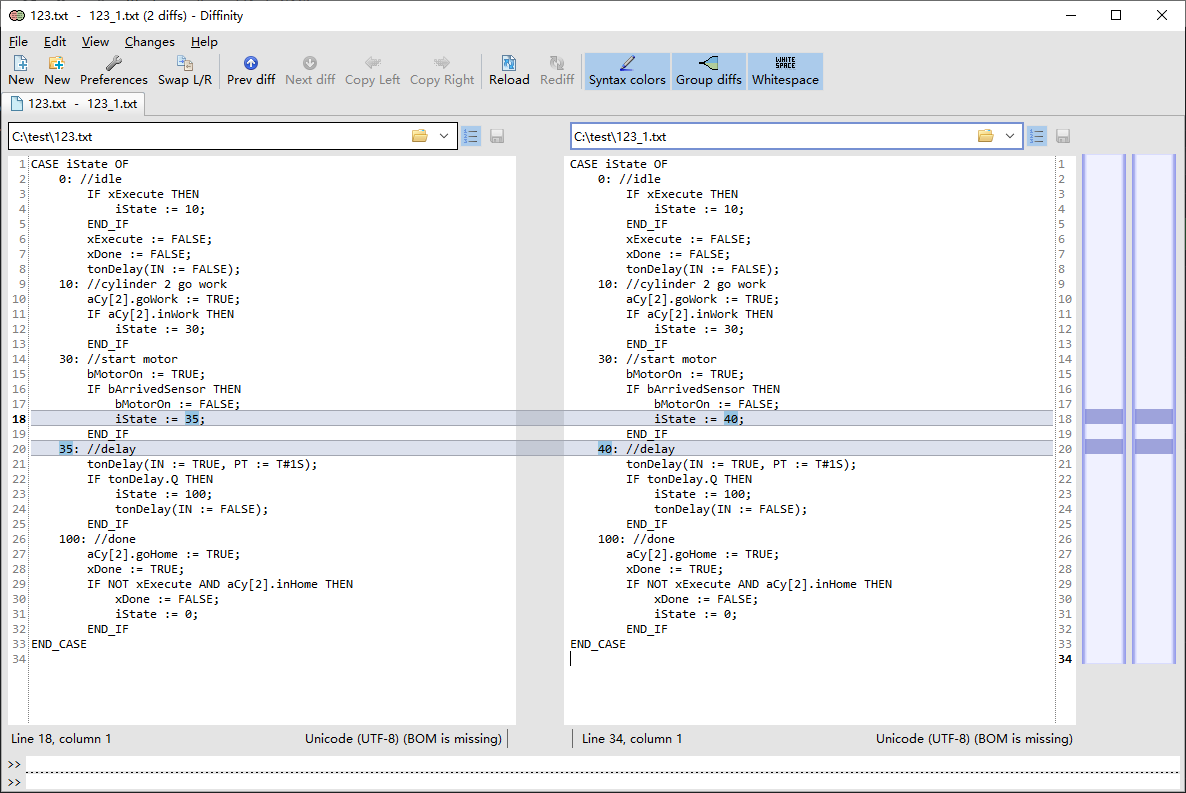 123.txt - 123_1.txt (2 diffs) - Diffinity
File Edit View Changes Help
New New Preferences Swap L/R Prev diff Next diff Copy Left Copy Right Reload Rediff Syntax colors Group diffs WHITE SPACE Whitespace
123.txt - 123_1.txt
C:\test\123.txt
1 CASE iState OF
2 0: //idle
3 IF xExecute THEN
4 iState := 10;
5 END_IF
6 xExecute := FALSE;
7 xDone := FALSE;
8 tonDelay(IN := FALSE);
9 10: //cylinder 2 go work
10 aCy[2].goWork := TRUE;
11 IF aCy[2].inWork THEN
12 iState := 30;
13 END_IF
14 30: //start motor
15 bMotorOn := TRUE;
16 IF bArrivedSensor THEN
17 bMotorOn := FALSE;
18 iState := 35;
19 END_IF
20 35: //delay
21 tonDelay(IN := TRUE, PT := T#1S);
22 IF tonDelay.Q THEN
23 iState := 100;
24 tonDelay(IN := FALSE);
25 END_IF
26 100: //done
27 aCy[2].goHome := TRUE;
28 xDone := TRUE;
29 IF NOT xExecute AND aCy[2].inHome THEN
30 xDone := FALSE;
31 iState := 0;
32 END_IF
33 END_CASE
34
Line 18, column 1 Unicode (UTF-8) (BOM is missing)
C:\test\123_1.txt
CASE iState OF 1
0: //idle 2
IF xExecute THEN 3
iState := 10; 4
END_IF 5
xExecute := FALSE; 6
xDone := FALSE; 7
tonDelay(IN := FALSE); 8
10: //cylinder 2 go work 9
aCy[2].goWork := TRUE; 10
IF aCy[2].inWork THEN 11
iState := 30; 12
END_IF 13
30: //start motor 14
bMotorOn := TRUE; 15
IF bArrivedSensor THEN 16
bMotorOn := FALSE; 17
iState := 40; 18
END_IF 19
40: //delay 20
tonDelay(IN := TRUE, PT := T#1S); 21
IF tonDelay.Q THEN 22
iState := 100; 23
tonDelay(IN := FALSE); 24
END_IF 25
100: //done 26
aCy[2].goHome := TRUE; 27
xDone := TRUE; 28
IF NOT xExecute AND aCy[2].inHome THEN 29
xDone := FALSE; 30
iState := 0; 31
END_IF 32
END_CASE 33
34
Line 34, column 1 Unicode (UTF-8) (BOM is missing)
>>
>>